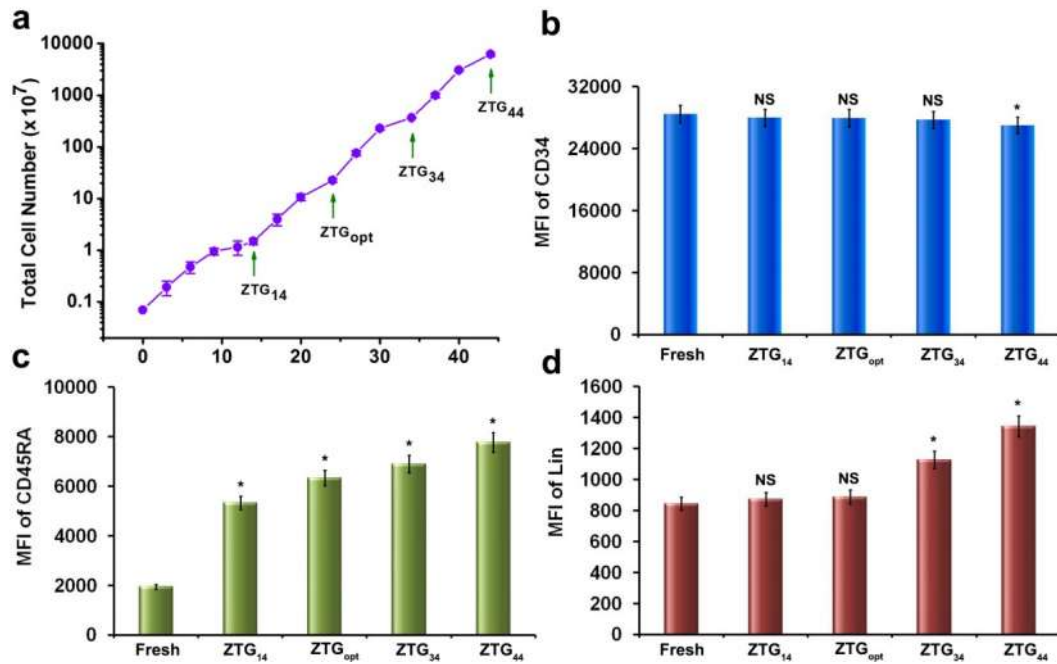 a
Total Cell Number (x 10⁷)
10000
1000
100
10
1
0.1
0 10 20 30 40
ZTG₁₄
ZTGopt
ZTG₃₄
ZTG₄₄
b
MFI of CD34
32000
24000
16000
8000
0
NS NS NS *
Fresh ZTG₁₄ ZTGopt ZTG₃₄ ZTG₄₄
c
MFI of CD45RA
10000
8000
6000
4000
2000
0
* * * *
Fresh ZTG₁₄ ZTGopt ZTG₃₄ ZTG₄₄
d
MFI of Lin
1600
1400
1200
1000
800
600
400
200
0
NS NS * *
Fresh ZTG₁₄ ZTGopt ZTG₃₄ ZTG₄₄